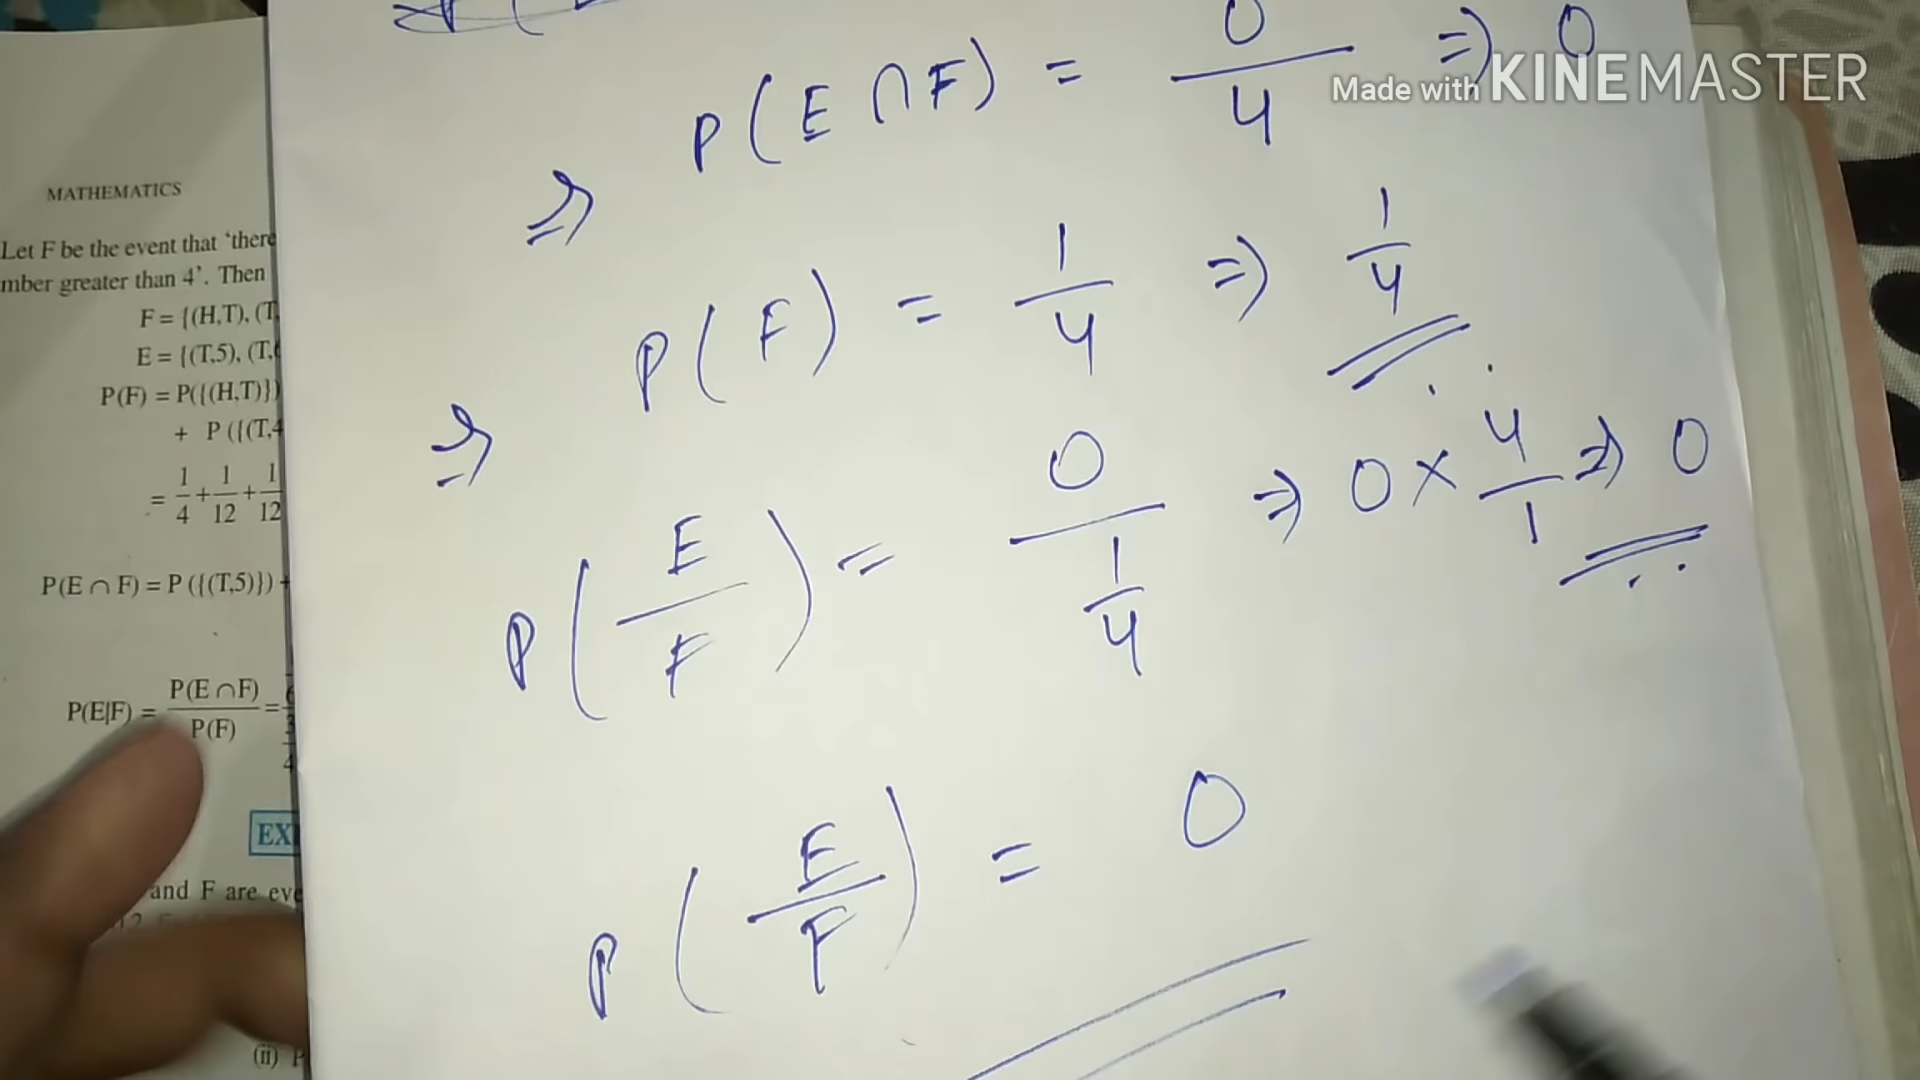 P(E∩F) = 0/4 ⇒ 0
Made with KINEMASTER
⇒ P(F) = 1/4 ⇒ 1/4
⇒ P(E/F) = 0/(1/4) ⇒ 0 × 4/1 ⇒ 0
P(E/F) = 0
MATHEMATICS
Let F be the event that ‘there
mber greater than 4’. Then
F = {(H,T), (T,
E = {(T,5), (T,
P(F) = P({(H,T)})
+ P ({(T,4
= 1/4 + 1/12 + 1/12
P(E ∩ F) = P ({(T,5)}) +
P(E|F) = P(E ∩F)/P(F) =
and F are eve
(ii) P